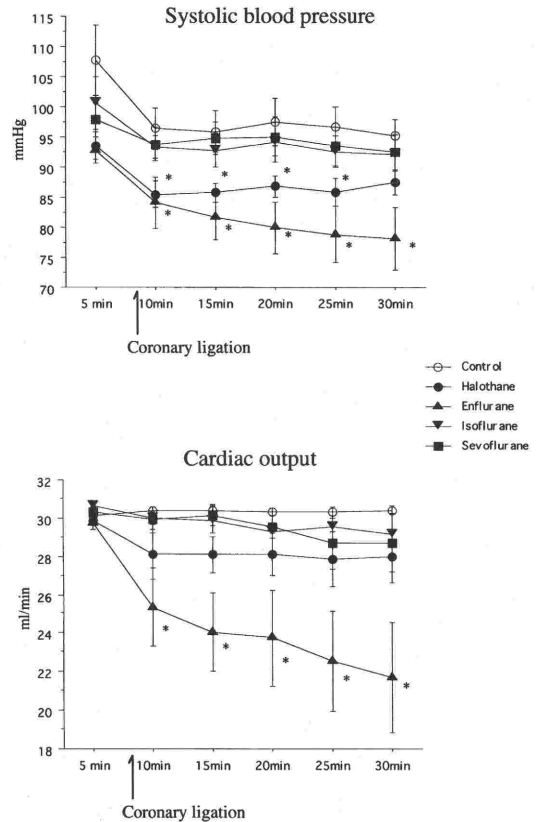 Systolic blood pressure
mmHg
115
110
105
100
95
90
85
80
75
70
* * * *
* * * * *
5 min 10min 15min 20min 25min 30min
Coronary ligation
Control
Halothane
Enflurane
Isoflurane
Sevoflurane
Cardiac output
ml/min
32
30
28
26
24
22
20
18
* * * * *
5 min 10min 15min 20min 25min 30min
Coronary ligation